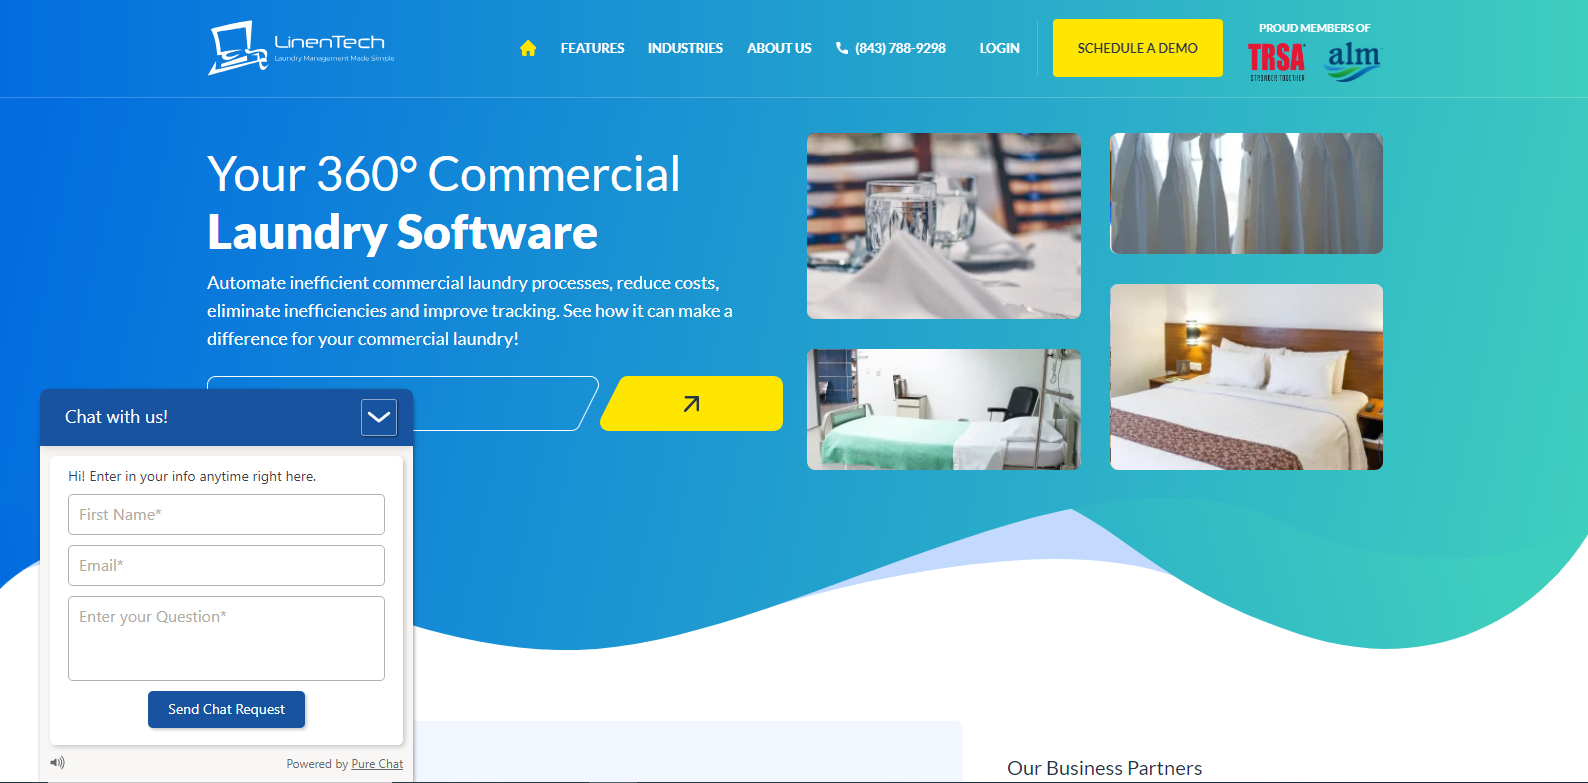 LinenTech
Laundry Management Made Simple
FEATURES
INDUSTRIES
ABOUT US
(843) 788-9298
LOGIN
SCHEDULE A DEMO
PROUD MEMBERS OF
TRSA
STRONGER TOGETHER
alm
Your 360° Commercial
Laundry Software
Automate inefficient commercial laundry processes, reduce costs,
eliminate inefficiencies and improve tracking. See how it can make a
difference for your commercial laundry!
Chat with us!
Hi! Enter in your info anytime right here.
First Name*
Email*
Enter your Question*
Send Chat Request
Powered by Pure Chat
Our Business Partners